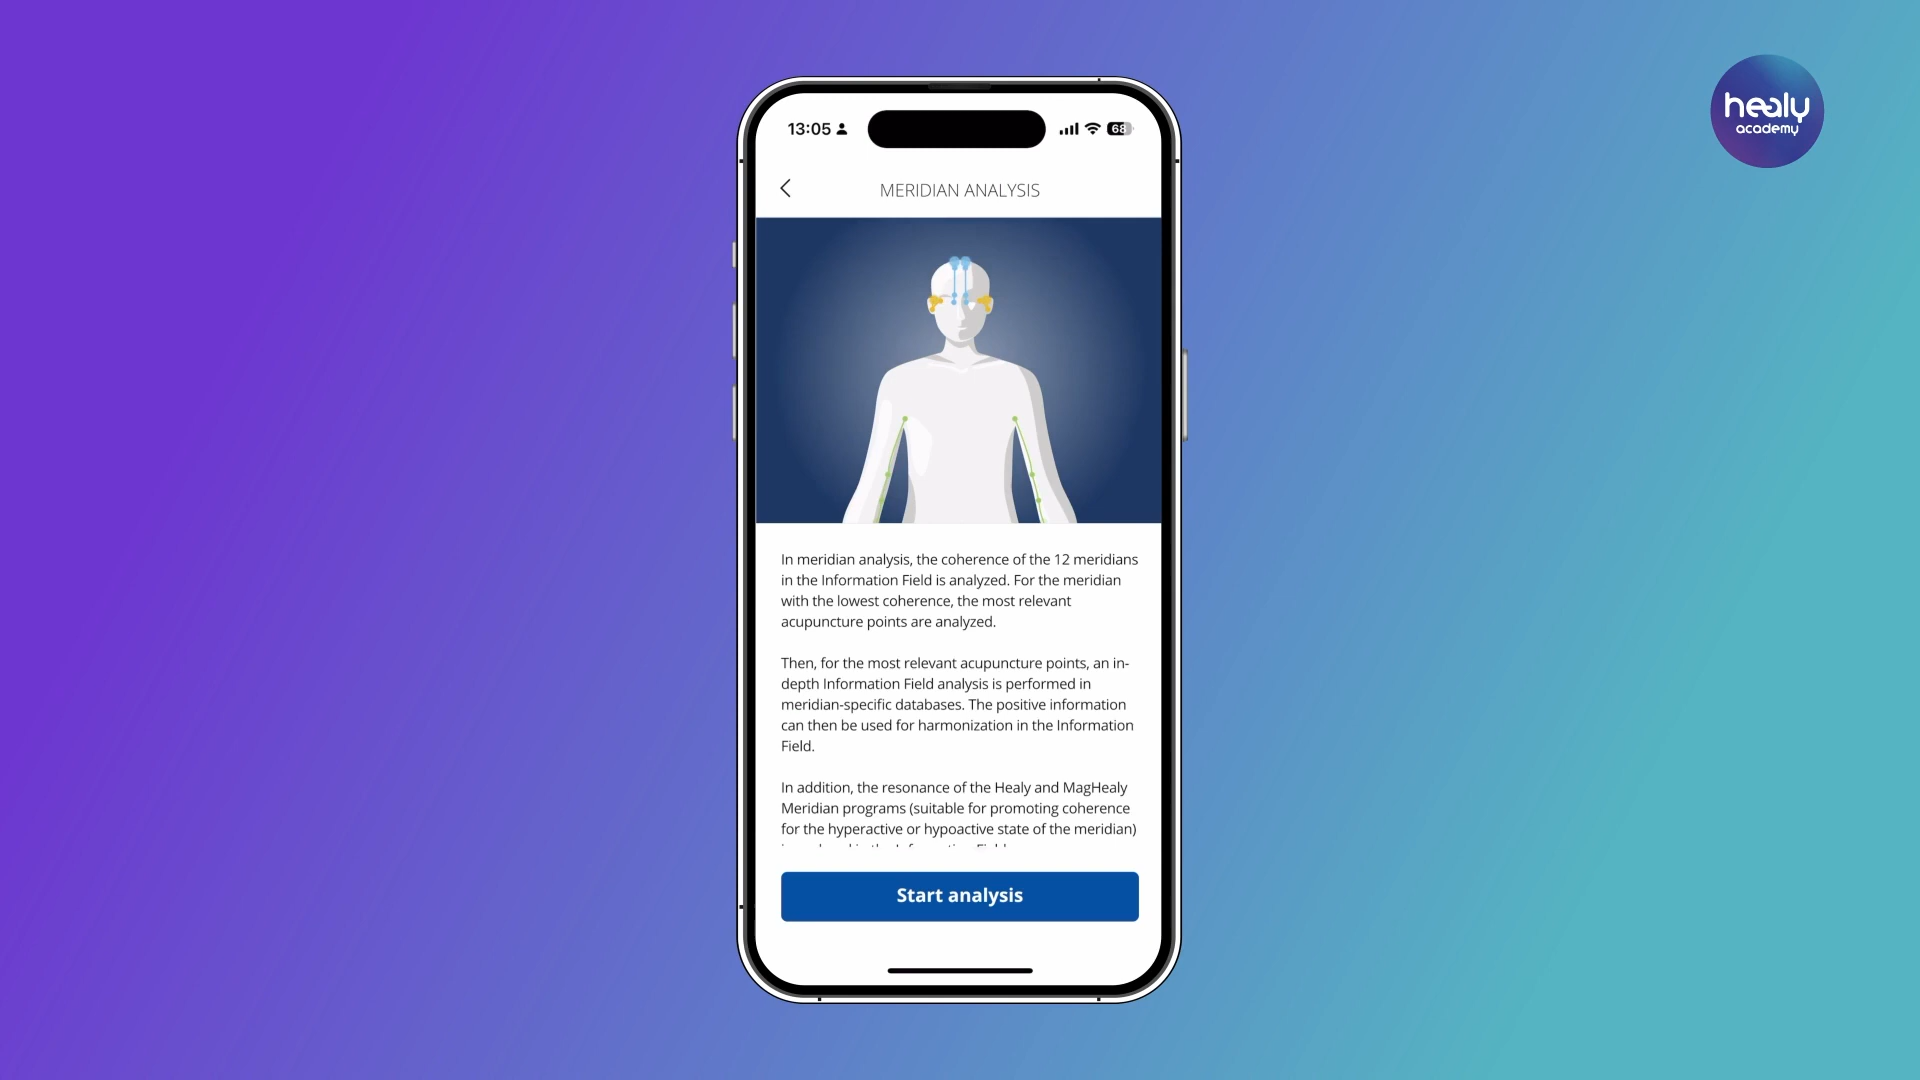 healy
academy
13:05
68
MERIDIAN ANALYSIS
In meridian analysis, the coherence of the 12 meridians
in the Information Field is analyzed. For the meridian
with the lowest coherence, the most relevant
acupuncture points are analyzed.
Then, for the most relevant acupuncture points, an in-
depth Information Field analysis is performed in
meridian-specific databases. The positive information
can then be used for harmonization in the Information
Field.
In addition, the resonance of the Healy and MagHealy
Meridian programs (suitable for promoting coherence
for the hyperactive or hypoactive state of the meridian)
Start analysis